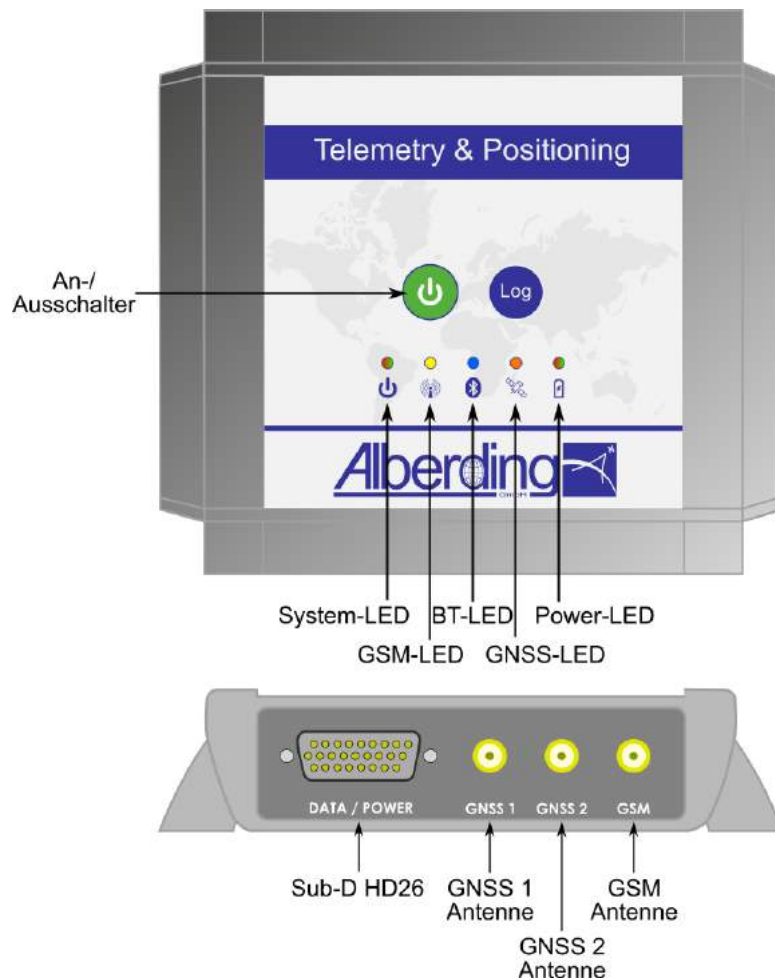 Telemetry & Positioning
An-/
Ausschalter
Log
Alberding
GmbH
System-LED
BT-LED
Power-LED
GSM-LED
GNSS-LED
DATA / POWER
GNSS 1
GNSS 2
GSM
Sub-D HD26
GNSS 1
Antenne
GSM
Antenne
GNSS 2
Antenne